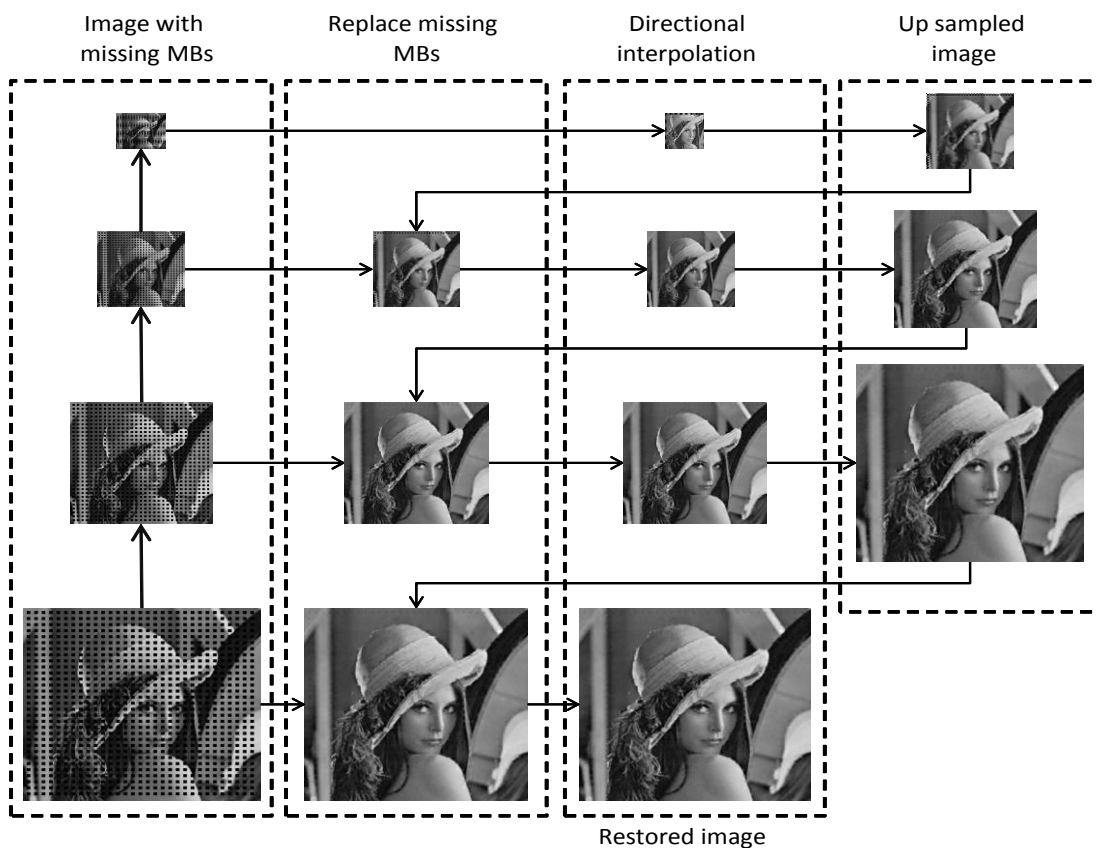 Image with
missing MBs
Replace missing
MBs
Directional
interpolation
Up sampled
image
Restored image